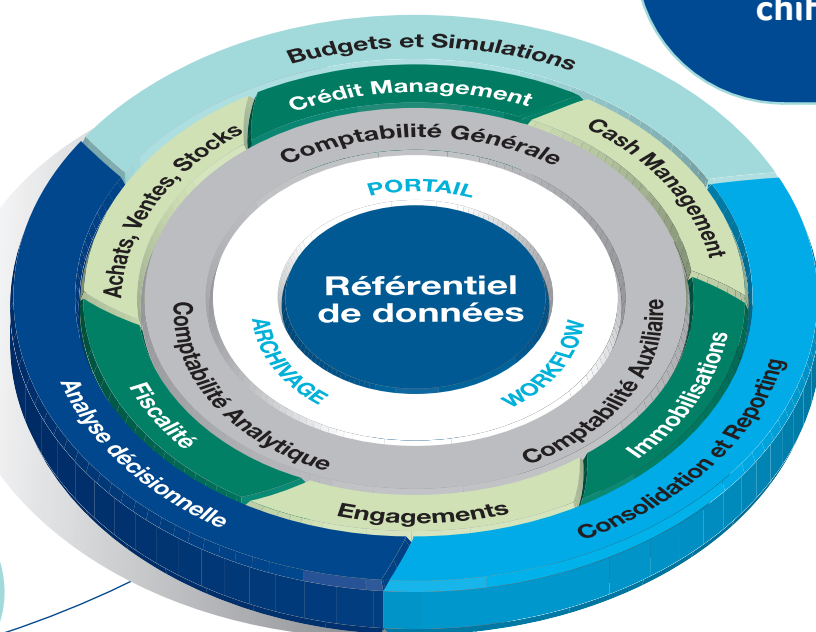 chif
Budgets et Simulations
Crédit Management
Comptabilité Générale
Cash Management
Achats, Ventes, Stocks
PORTAIL
Référentiel
de données
ARCHIVAGE
WORKFLOW
Comptabilité Analytique
Comptabilité Auxiliaire
Immobilisations
Fiscalité
Analyse décisionnelle
Consolidation et Reporting
Engagements